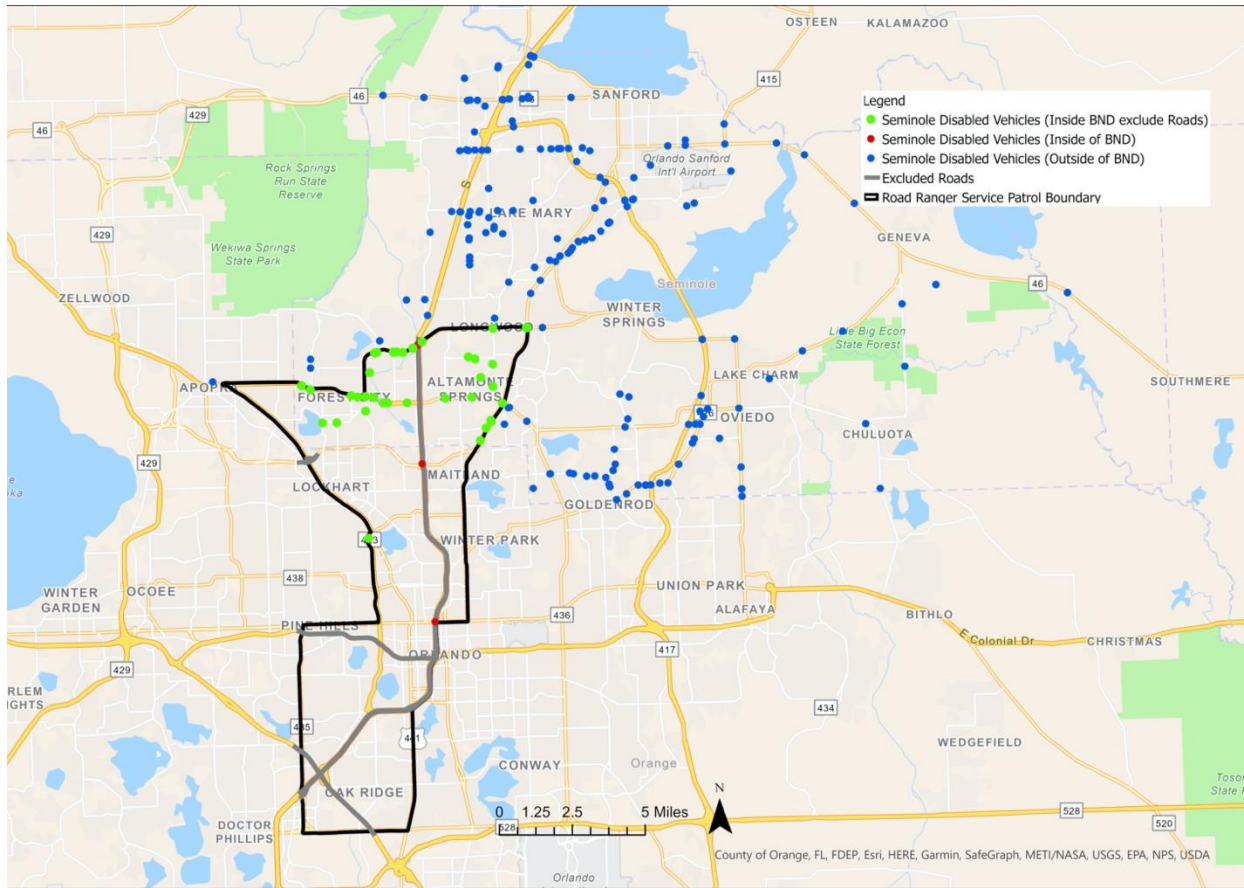 OSTEEN
KALAMAZOO
415
46
SANFORD
429
46
46
Legend
Seminole Disabled Vehicles (Inside BND exclude Roads)
Seminole Disabled Vehicles (Inside of BND)
Seminole Disabled Vehicles (Outside of BND)
Excluded Roads
Road Ranger Service Patrol Boundary
Rock Springs
Run State
Reserve
Orlando Sanford
Int'l Airport
S
LAKE MARY
429
Wekiwa Springs
State Park
GENEVA
ZELLWOOD
Seminole
46
WINTER
SPRINGS
LONGWOOD
Little Big Econ
State Forest
APOPKA
FOREST CITY
ALTAMONTE
SPRINGS
LAKE CHARM
SOUTHMERE
OVIEDO
CHULUOTA
429
MAITLAND
LOCKHART
GOLDENROD
WINTER PARK
438
WINTER
GARDEN
OCOEE
UNION PARK
ALAFAYA
436
BITHLO
PINE HILLS
E Colonial Dr
CHRISTMAS
ORLANDO
417
429
434
441
WEDGEFIELD
CONWAY
Orange
OAK RIDGE
N
0 1.25 2.5 5 Miles
DOCTOR
PHILLIPS
528
528
520
County of Orange, FL, FDEP, Esri, HERE, Garmin, SafeGraph, METI/NASA, USGS, EPA, NPS, USDA
Orlando